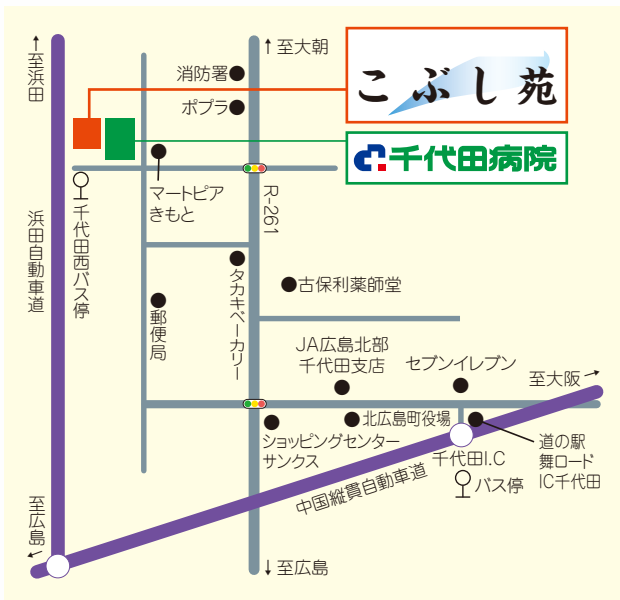 ↑至浜田
↑至大朝
消防署
ポプラ
こぶし苑
千代田病院
マートピア
きもと
R-261
千代田西バス停
浜田自動車道
タカキベーカリー
古保利薬師堂
郵便局
JA広島北部
千代田支店
セブンイレブン
至大阪→
北広島町役場
ショッピングセンター
サンクス
千代田I.C
道の駅
舞ロード
IC千代田
バス停
中国縦貫自動車道
至広島←
↓至広島